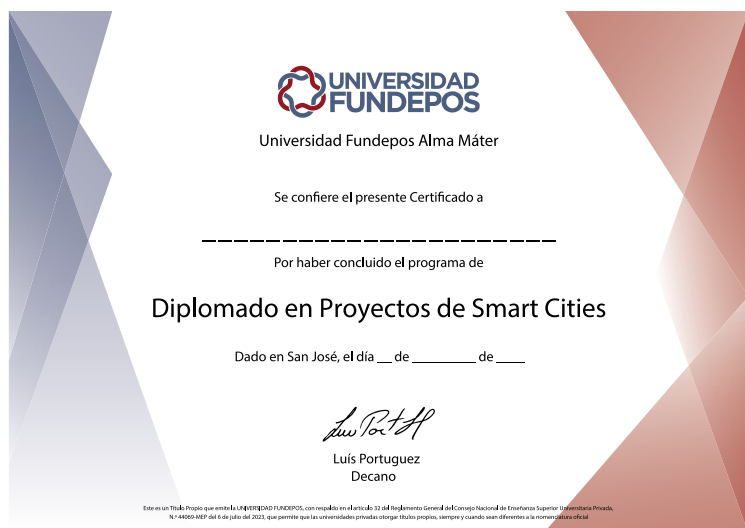 UNIVERSIDAD
FUNDEPOS
Universidad Fundepos Alma Máter
Se confiere el presente Certificado a
______________________
Por haber concluido el programa de
Diplomado en Proyectos de Smart Cities
Dado en San José, el día __ de ________ de ____
Luís Portuguez
Decano
Este es un Título Propio que emite la UNIVERSIDAD FUNDEPOS, con respaldo en el artículo 32 del Reglamento General del Consejo Nacional de Enseñanza Superior Universitaria Privada,
N.º 44069-MEP del 6 de julio del 2023, que permite que las universidades privadas otorgar títulos propios, siempre y cuando sean diferentes a la nomenclatura oficial